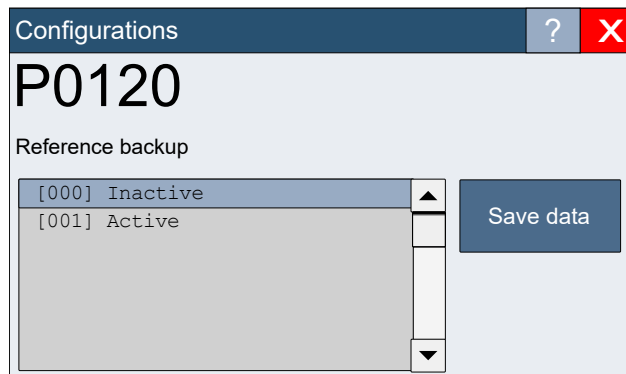 Configurations ? X
P0120
Reference backup
[000] Inactive
[001] Active
Save data